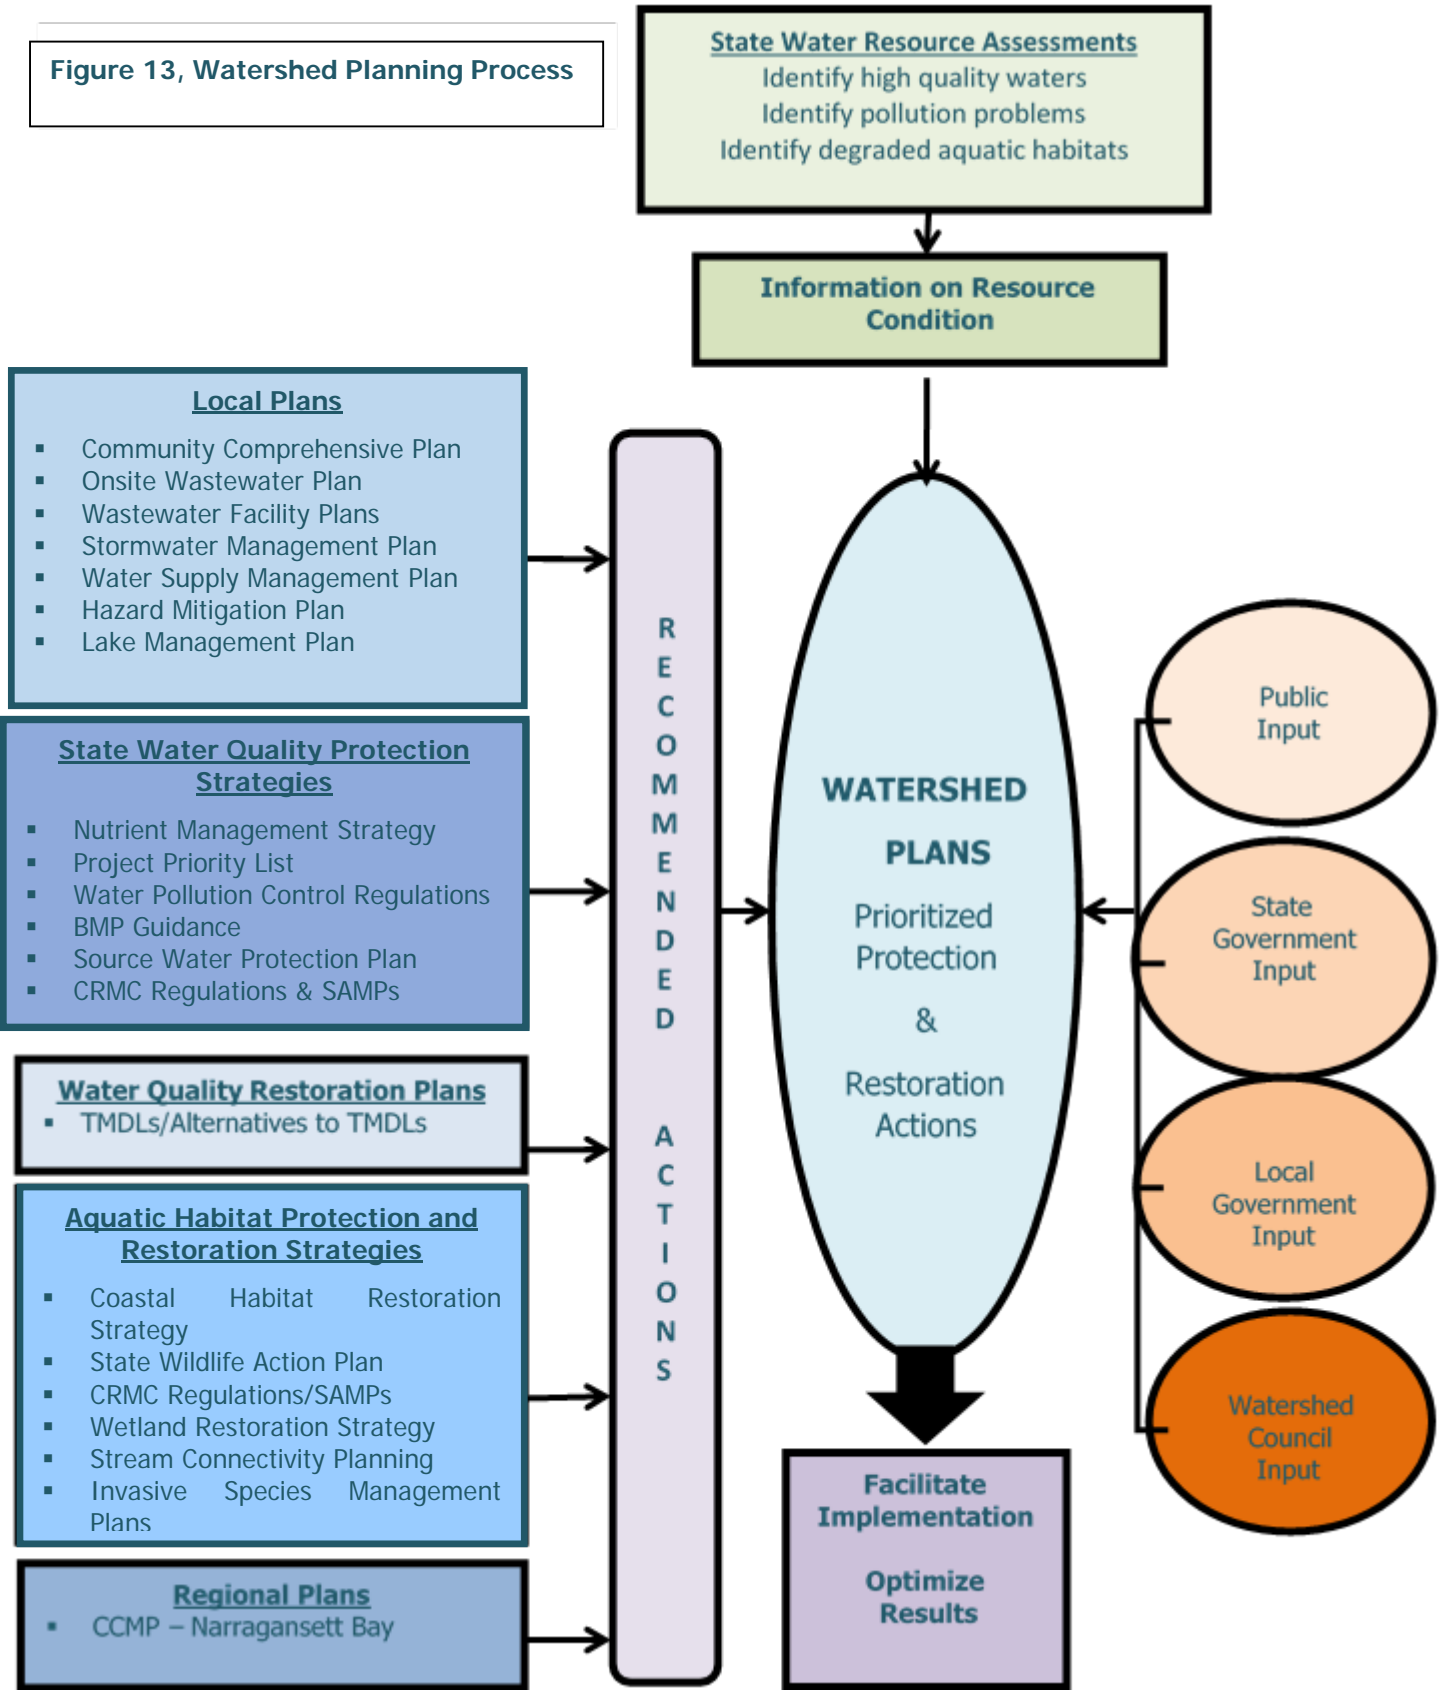 Figure 13, Watershed Planning Process
State Water Resource Assessments
Identify high quality waters
Identify pollution problems
Identify degraded aquatic habitats
Information on Resource
Condition
Local Plans
▪ Community Comprehensive Plan
▪ Onsite Wastewater Plan
▪ Wastewater Facility Plans
▪ Stormwater Management Plan
▪ Water Supply Management Plan
▪ Hazard Mitigation Plan
▪ Lake Management Plan
State Water Quality Protection
Strategies
▪ Nutrient Management Strategy
▪ Project Priority List
▪ Water Pollution Control Regulations
▪ BMP Guidance
▪ Source Water Protection Plan
▪ CRMC Regulations & SAMPs
Water Quality Restoration Plans
▪ TMDLs/Alternatives to TMDLs
Aquatic Habitat Protection and
Restoration Strategies
▪ Coastal Habitat Restoration
Strategy
▪ State Wildlife Action Plan
▪ CRMC Regulations/SAMPs
▪ Wetland Restoration Strategy
▪ Stream Connectivity Planning
▪ Invasive Species Management
Plans
Regional Plans
▪ CCMP – Narragansett Bay
RECOMMENDED
ACTIONS
WATERSHED
PLANS
Prioritized
Protection
&
Restoration
Actions
Public
Input
State
Government
Input
Local
Government
Input
Watershed
Council
Input
Facilitate
Implementation
Optimize
Results